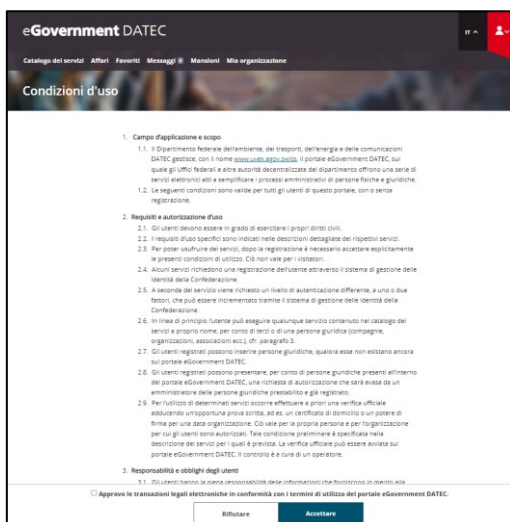 eGovernment DATEC
IT
Catalogo dei servizi Affari Favoriti Messaggi Mansioni Mia organizzazione
Condizioni d'uso
1. Campo d'applicazione e scopo
1.1. Il Dipartimento federale dell'ambiente, dei trasporti, dell'energia e delle comunicazioni
DATEC gestisce, con il nome www.uvek.egov.swiss, il portale eGovernment DATEC, sul
quale gli Uffici federali e altre autorità decentralizzate del dipartimento offrono una serie di
servizi elettronici atti a semplificare i processi amministrativi di persone fisiche e giuridiche.
1.2. Le seguenti condizioni sono valide per tutti gli utenti di questo portale, con o senza
registrazione.
2. Requisiti e autorizzazione d'uso
2.1. Gli utenti devono essere in grado di esercitare i propri diritti civili.
2.2. I requisiti d'uso specifici sono indicati nelle descrizioni dettagliate dei rispettivi servizi.
2.3. Per poter usufruire dei servizi, dopo la registrazione è necessario accettare esplicitamente
le presenti condizioni di utilizzo. Ciò non vale per i visitatori.
2.4. Alcuni servizi richiedono una registrazione dell'utente attraverso il sistema di gestione delle
identità della Confederazione.
2.5. A seconda del servizio viene richiesto un livello di autenticazione differente, a uno o due
fattori, che può essere incrementato tramite il sistema di gestione delle identità della
Confederazione.
2.6. In linea di principio l'utente può eseguire qualunque servizio contenuto nel catalogo dei
servizi a proprio nome, per conto di terzi o di una persona giuridica (compagnie,
organizzazioni, associazioni ecc.), cfr. paragrafo 3.
2.7. Gli utenti registrati possono inserire persone giuridiche, qualora esse non esistano ancora
sul portale eGovernment DATEC.
2.8. Gli utenti registrati possono presentare, per conto di persone giuridiche presenti all'interno
del portale eGovernment DATEC, una richiesta di autorizzazione che sarà evasa da un
amministratore delle persone giuridiche prestabilito e già registrato.
2.9. Per l'utilizzo di determinati servizi occorre effettuare a priori una verifica ufficiale
adducendo un'opportuna prova scritta, ad es. un certificato di domicilio o un potere di
firma per una data organizzazione. Ciò vale per la propria persona e per l'organizzazione
per cui gli utenti sono autorizzati. Tale condizione preliminare è specificata nella
descrizione dei servizi per i quali è prevista. La verifica ufficiale può essere avviata sul
portale eGovernment DATEC. Il controllo è a cura di un operatore.
3. Responsabilità e obblighi degli utenti
3.1. Gli utenti hanno la piena responsabilità delle informazioni che forniscono in merito alla
Approvo le transazioni legali elettroniche in conformità con i termini di utilizzo del portale eGovernment DATEC.
Rifiutare Accettare